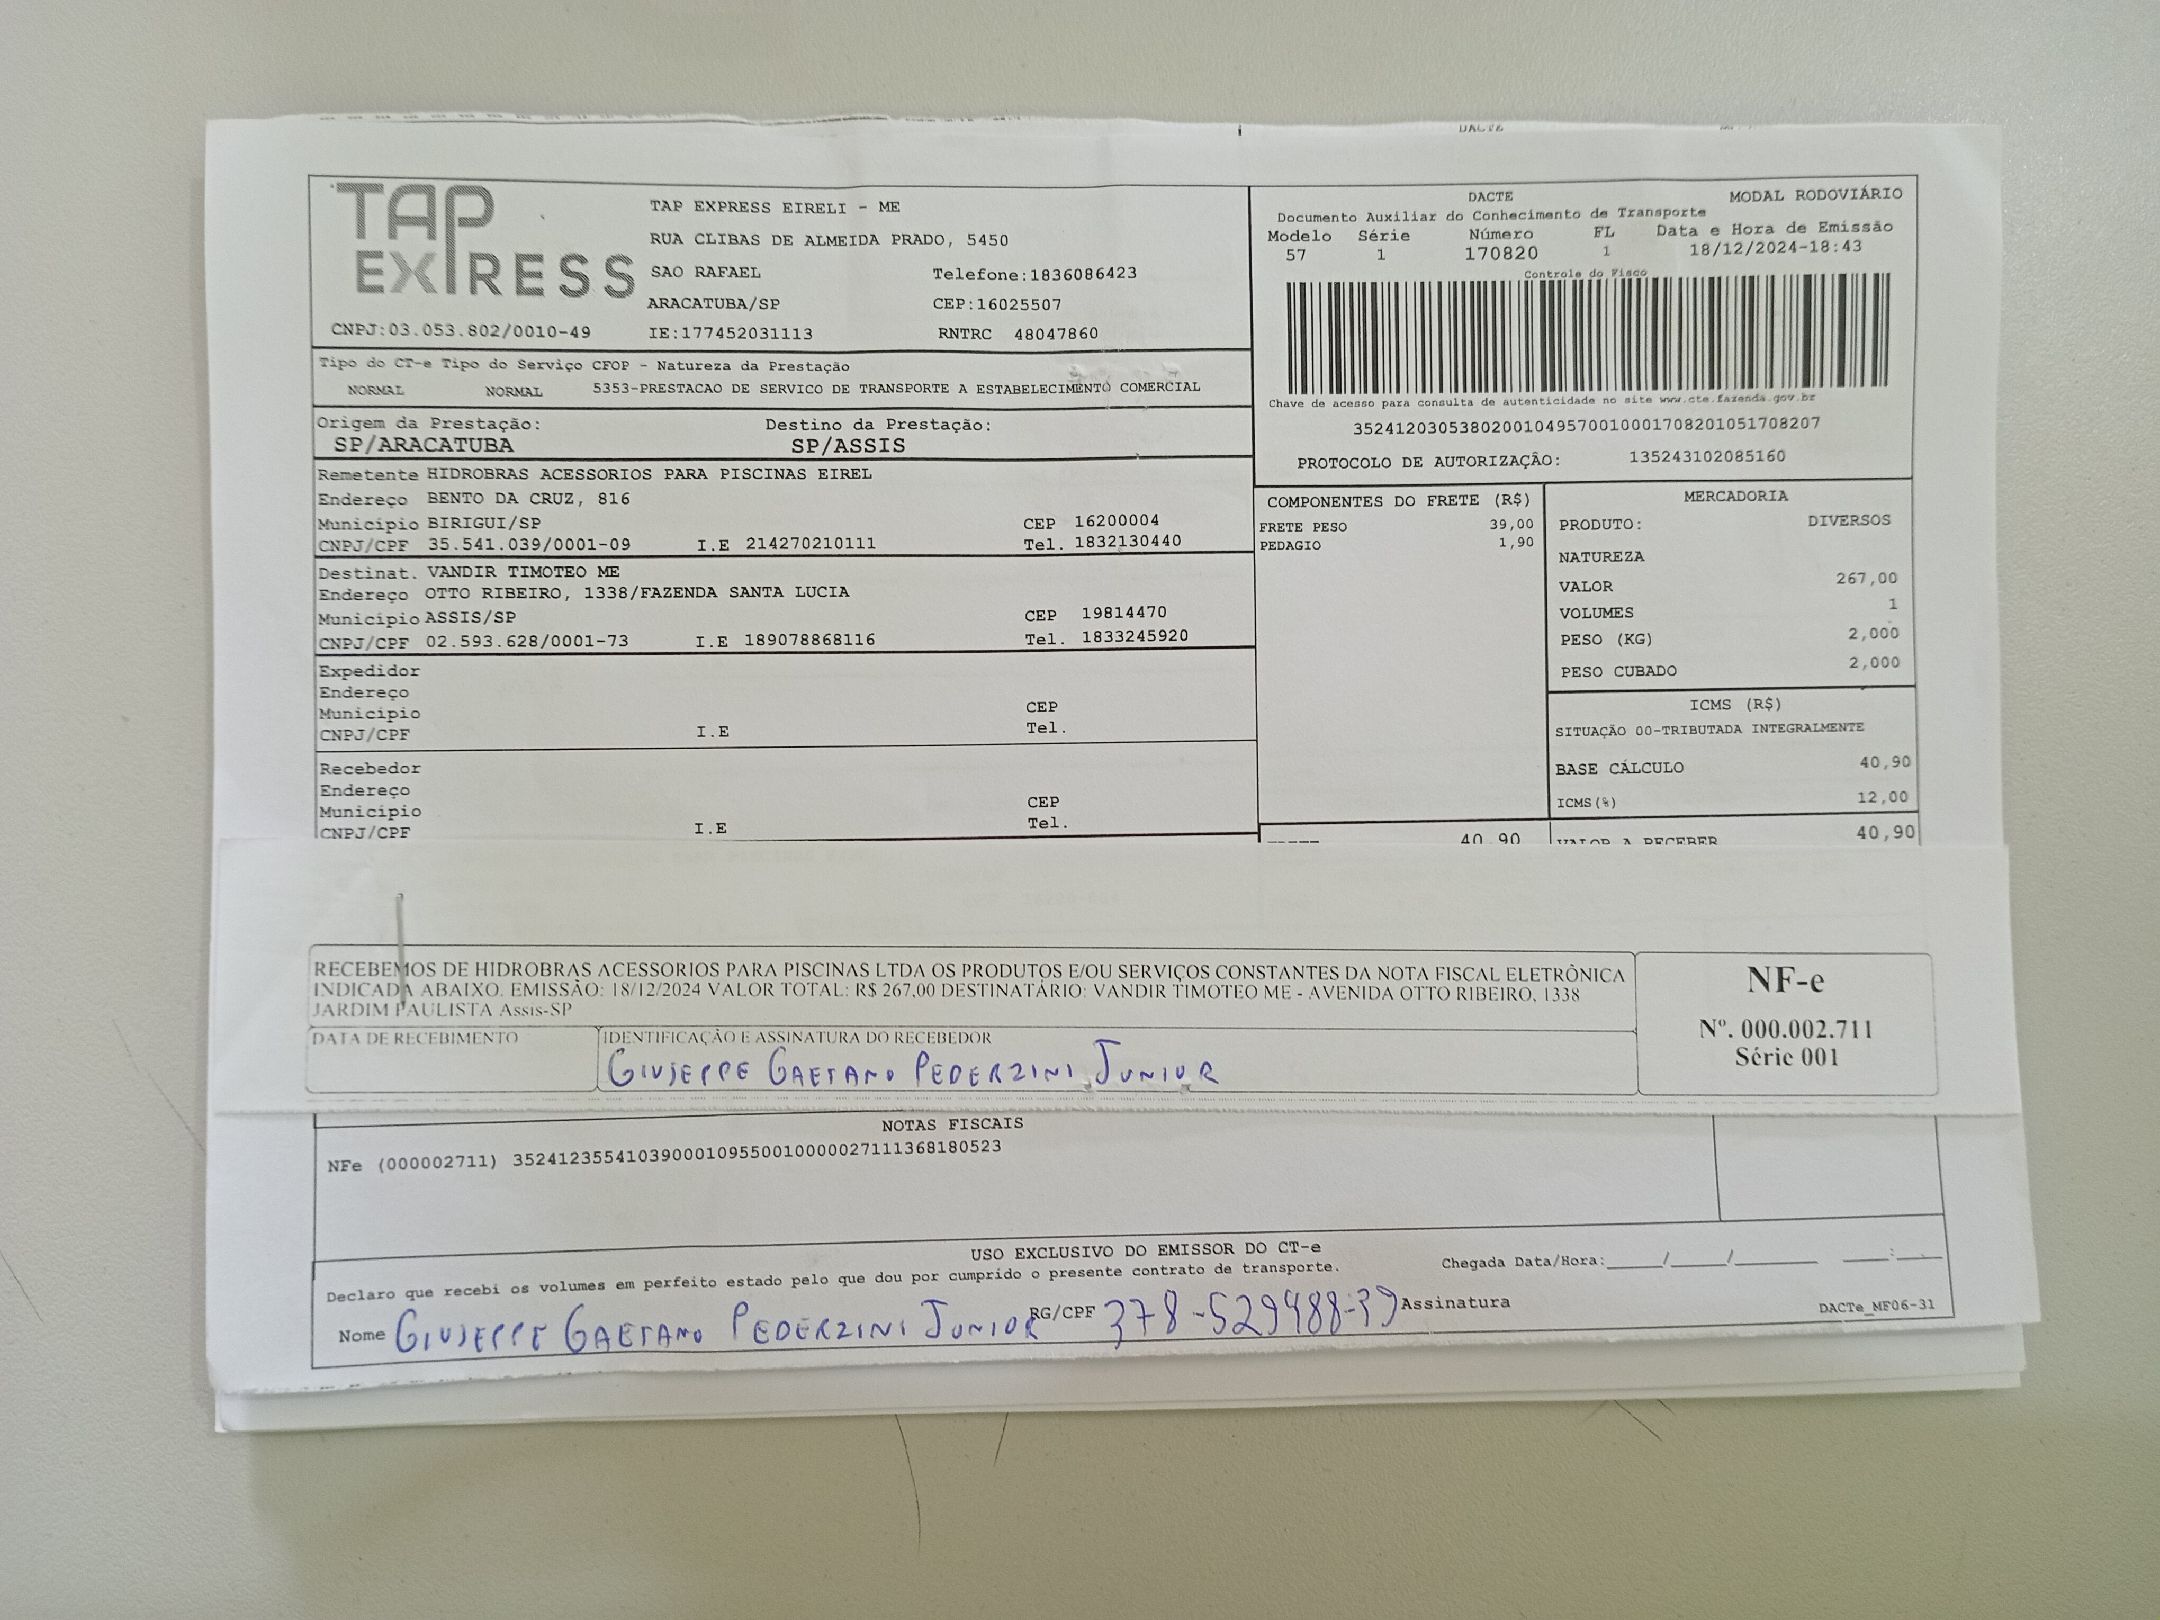 DACTE
TAP EXPRESS
TAP EXPRESS EIRELI - ME
RUA CLIBAS DE ALMEIDA PRADO, 5450
SAO RAFAEL Telefone:1836086423
ARACATUBA/SP CEP:16025507
CNPJ:03.053.802/0010-49 IE:177452031113 RNTRC 48047860
DACTE MODAL RODOVIÁRIO
Documento Auxiliar do Conhecimento de Transporte
Modelo Série Número FL Data e Hora de Emissão
57 1 170820 1 18/12/2024-18:43
Controle do Fisco
Chave de acesso para consulta de autenticidade no site www.cte.fazenda.gov.br
35241203053802001049570010001708201051708207
PROTOCOLO DE AUTORIZAÇÃO: 135243102085160
Tipo do CT-e Tipo do Serviço CFOP - Natureza da Prestação
NORMAL NORMAL 5353-PRESTACAO DE SERVICO DE TRANSPORTE A ESTABELECIMENTO COMERCIAL
Origem da Prestação: Destino da Prestação:
SP/ARACATUBA SP/ASSIS
Remetente HIDROBRAS ACESSORIOS PARA PISCINAS EIREL
Endereço BENTO DA CRUZ, 816
Município BIRIGUI/SP CEP 16200004
CNPJ/CPF 35.541.039/0001-09 I.E 214270210111 Tel. 1832130440
Destinat. VANDIR TIMOTEO ME
Endereço OTTO RIBEIRO, 1338/FAZENDA SANTA LUCIA
Município ASSIS/SP CEP 19814470
CNPJ/CPF 02.593.628/0001-73 I.E 189078868116 Tel. 1833245920
Expedidor
Endereço
Município CEP
CNPJ/CPF I.E Tel.
Recebedor
Endereço
Município CEP
CNPJ/CPF I.E Tel.
COMPONENTES DO FRETE (R$)
FRETE PESO 39,00
PEDAGIO 1,90
40,90
MERCADORIA
PRODUTO: DIVERSOS
NATUREZA
VALOR 267,00
VOLUMES 1
PESO (KG) 2,000
PESO CUBADO 2,000
ICMS (R$)
SITUAÇÃO 00-TRIBUTADA INTEGRALMENTE
BASE CÁLCULO 40,90
ICMS(%) 12,00
VALOR A RECEBER 40,90
RECEBEMOS DE HIDROBRAS ACESSORIOS PARA PISCINAS LTDA OS PRODUTOS E/OU SERVIÇOS CONSTANTES DA NOTA FISCAL ELETRÔNICA
INDICADA ABAIXO. EMISSÃO: 18/12/2024 VALOR TOTAL: R$ 267,00 DESTINATÁRIO: VANDIR TIMOTEO ME - AVENIDA OTTO RIBEIRO, 1338
JARDIM PAULISTA Assis-SP
DATA DE RECEBIMENTO IDENTIFICAÇÃO E ASSINATURA DO RECEBEDOR
GIUSEPPE GAETANO PEDERZINI JUNIOR
NF-e
Nº. 000.002.711
Série 001
NOTAS FISCAIS
NFe (000002711) 35241235541039000109550010000027111368180523
USO EXCLUSIVO DO EMISSOR DO CT-e
Declaro que recebi os volumes em perfeito estado pelo que dou por cumprido o presente contrato de transporte. Chegada Data/Hora:____/____/______ ___:___
Nome GIUSEPPE GAETANO PEDERZINI JUNIOR RG/CPF 378-529488-39 Assinatura DACTe_MF06-31